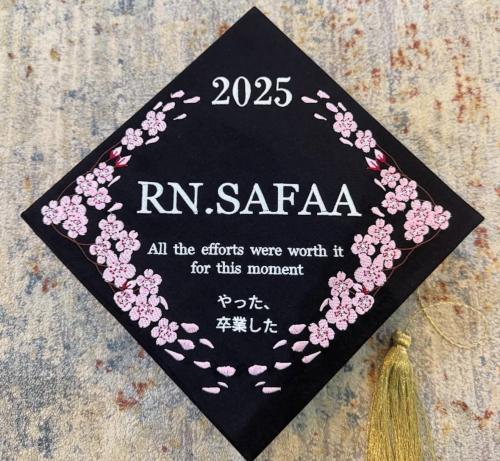 2025
RN.SAFAA
All the efforts were worth it
for this moment
やった、
卒業した